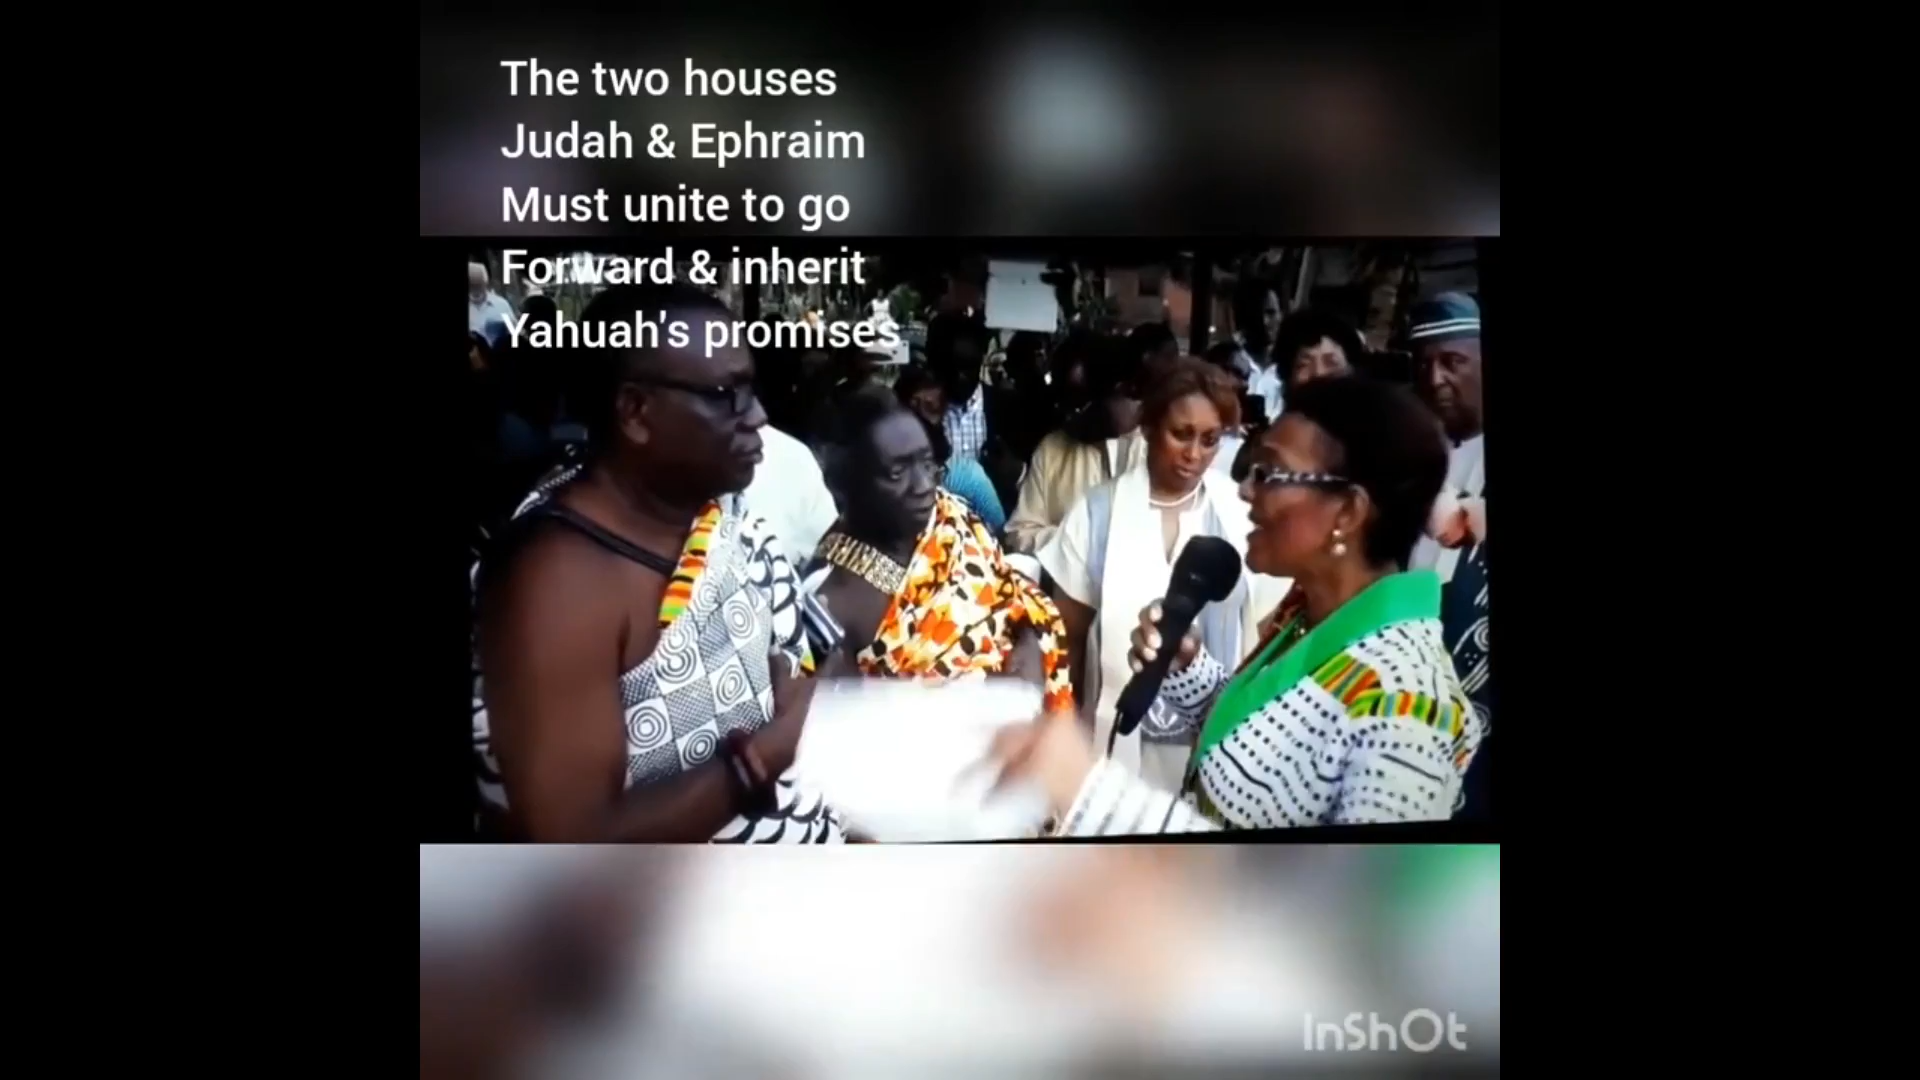 The two houses
Judah & Ephraim
Must unite to go
Forward & inherit
Yahuah's promises
InShOt